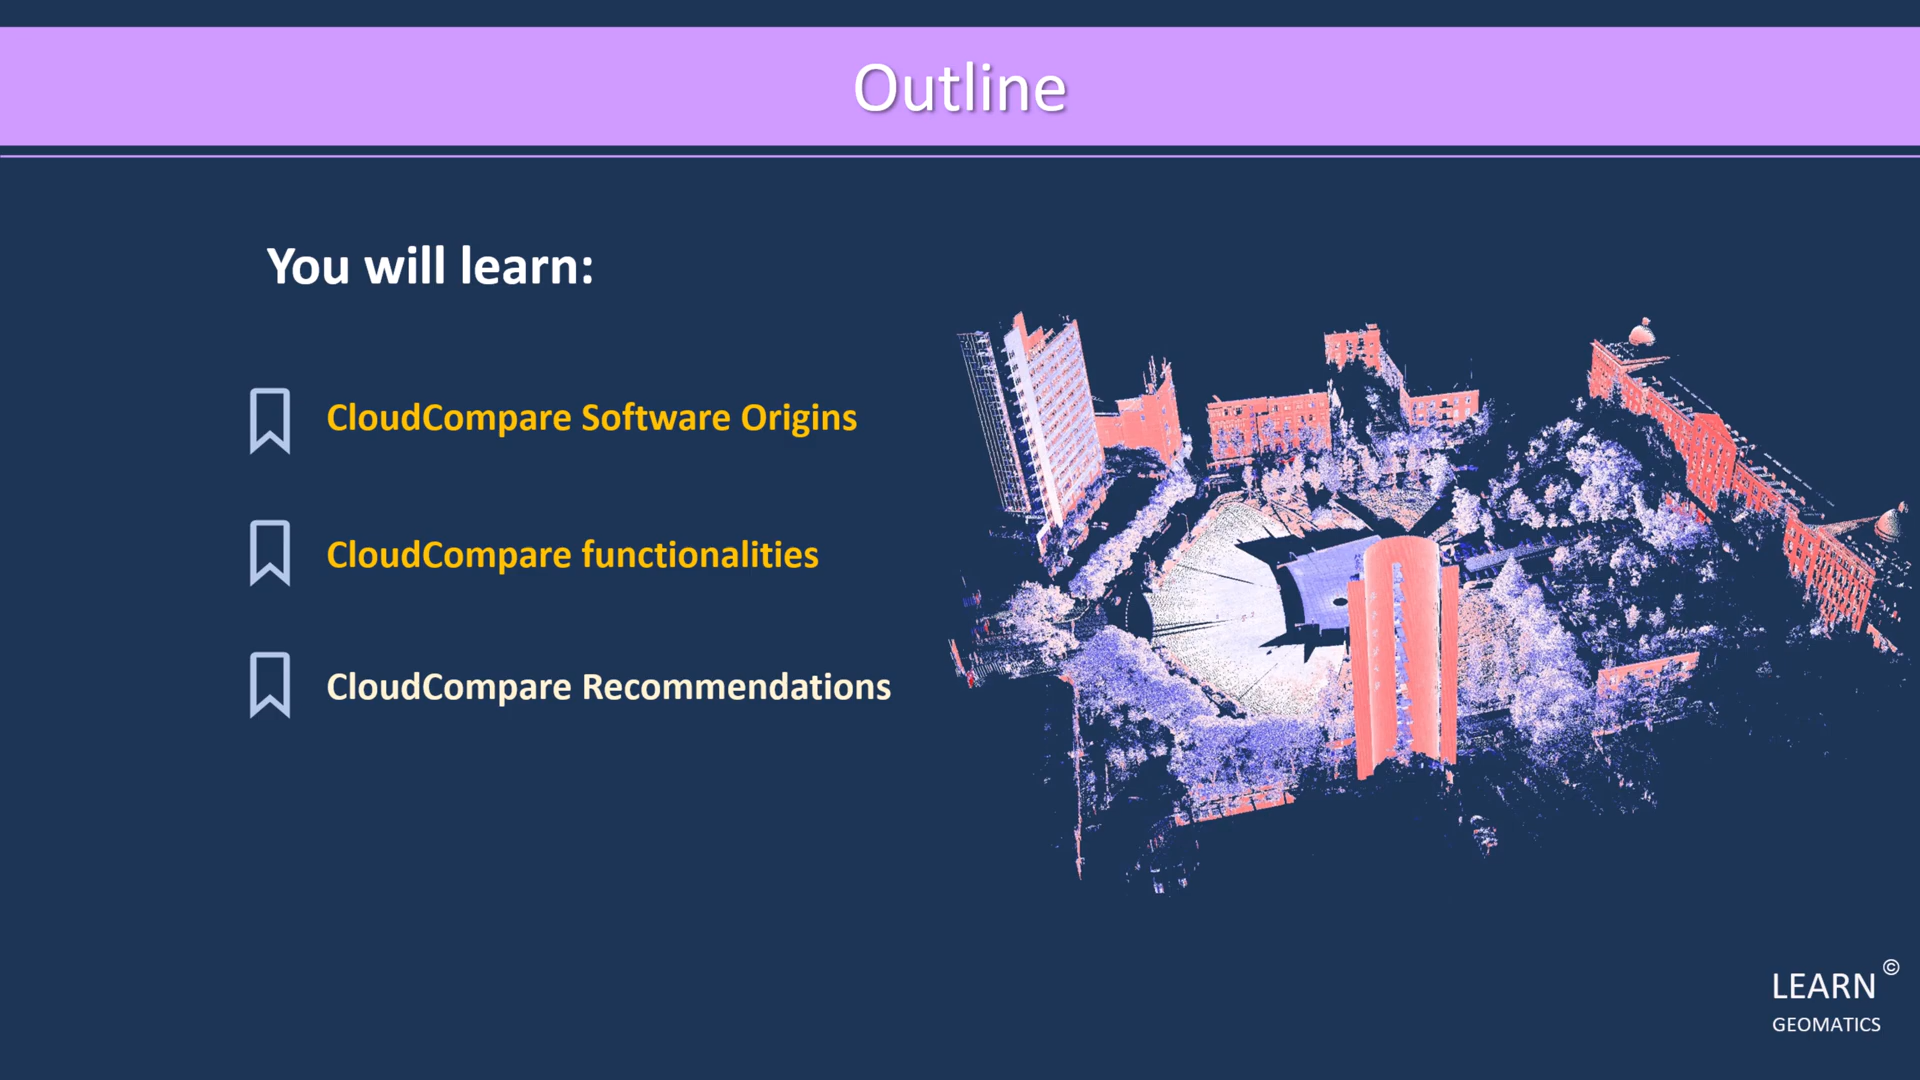 Outline
You will learn:
CloudCompare Software Origins
CloudCompare functionalities
CloudCompare Recommendations
LEARN ©
GEOMATICS